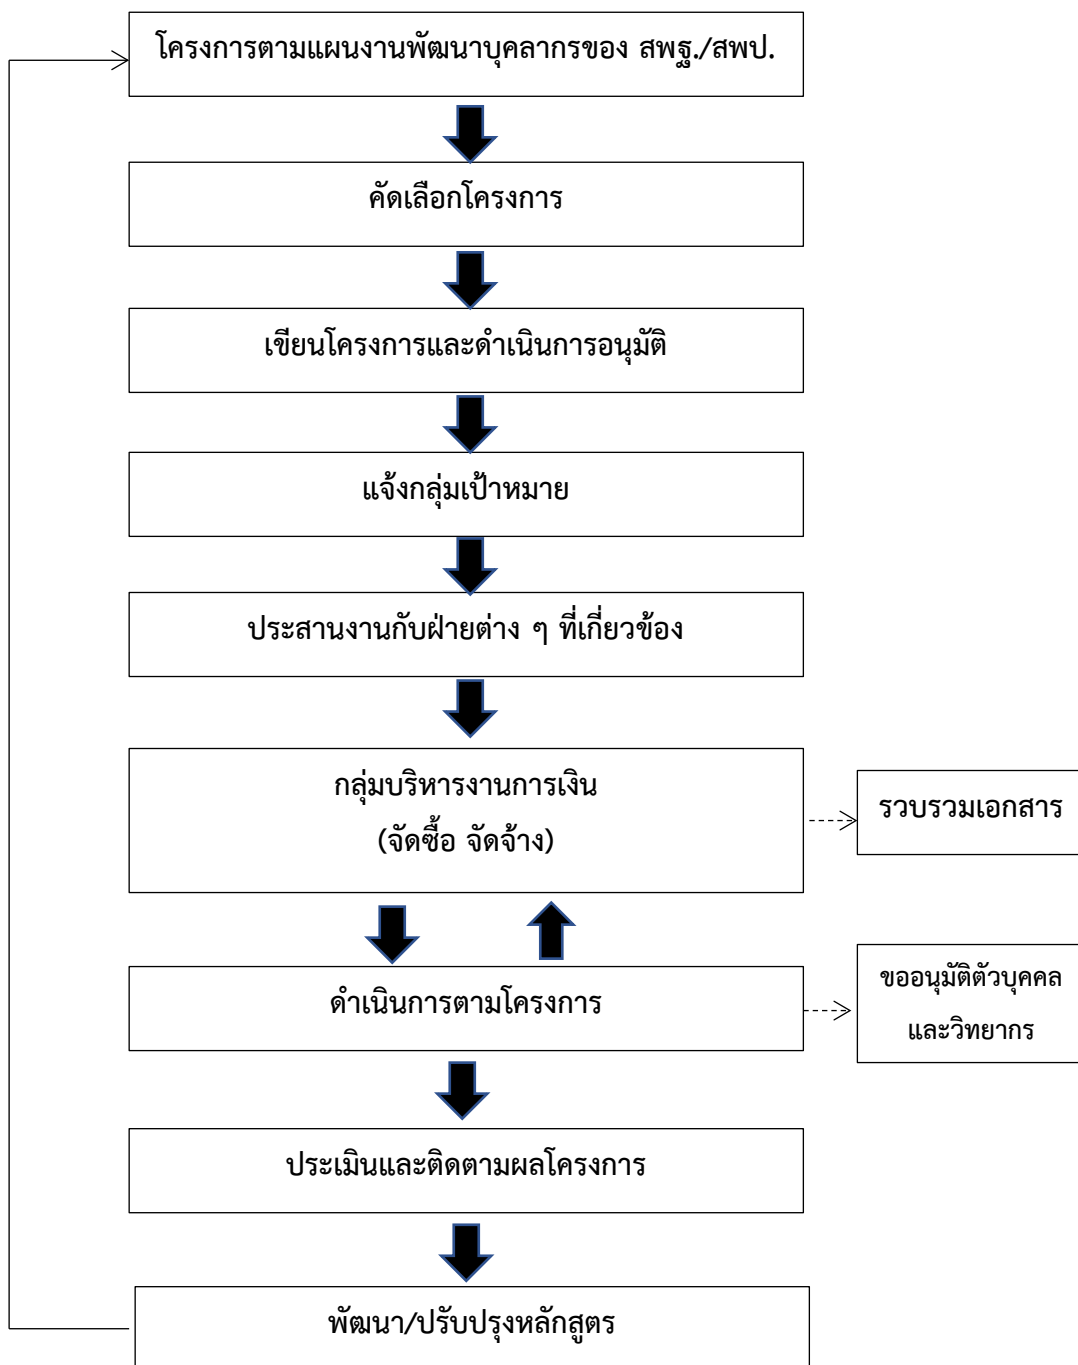 โครงการตามแผนงานพัฒนาบุคลากรของ สพฐ./สพป.
คัดเลือกโครงการ
เขียนโครงการและดำเนินการอนุมัติ
แจ้งกลุ่มเป้าหมาย
ประสานงานกับฝ่ายต่าง ๆ ที่เกี่ยวข้อง
กลุ่มบริหารงานการเงิน
(จัดซื้อ จัดจ้าง)
รวบรวมเอกสาร
ดำเนินการตามโครงการ
ขออนุมัติตัวบุคคล
และวิทยากร
ประเมินและติดตามผลโครงการ
พัฒนา/ปรับปรุงหลักสูตร